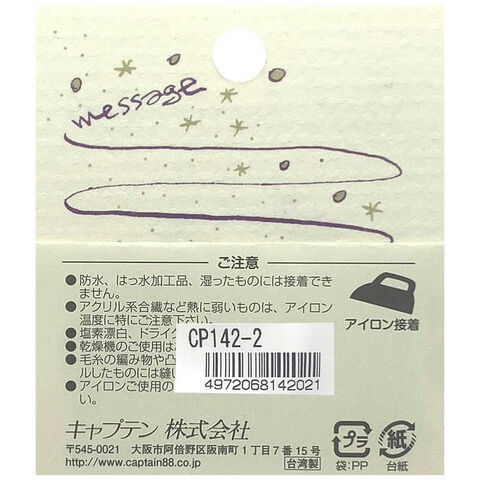 message
ご注意
●防水、はっ水加工品、湿ったものには接着でき
ません。
●アクリル系合繊など熱に弱いものは、アイロン
温度に特にご注意下さい。
●塩素漂白、ドライク
●乾燥機のご使用は
●毛糸の編み物や凸
ルしたものには縫い
●アイロンご使用の
い。
アイロン接着
CP142-2
4972068142021
キャプテン 株式会社
〒545-0021 大阪市阿倍野区阪南町1丁目7番15号
http://www.captain88.co.jp
台湾製
プラ
袋:PP
紙
台紙